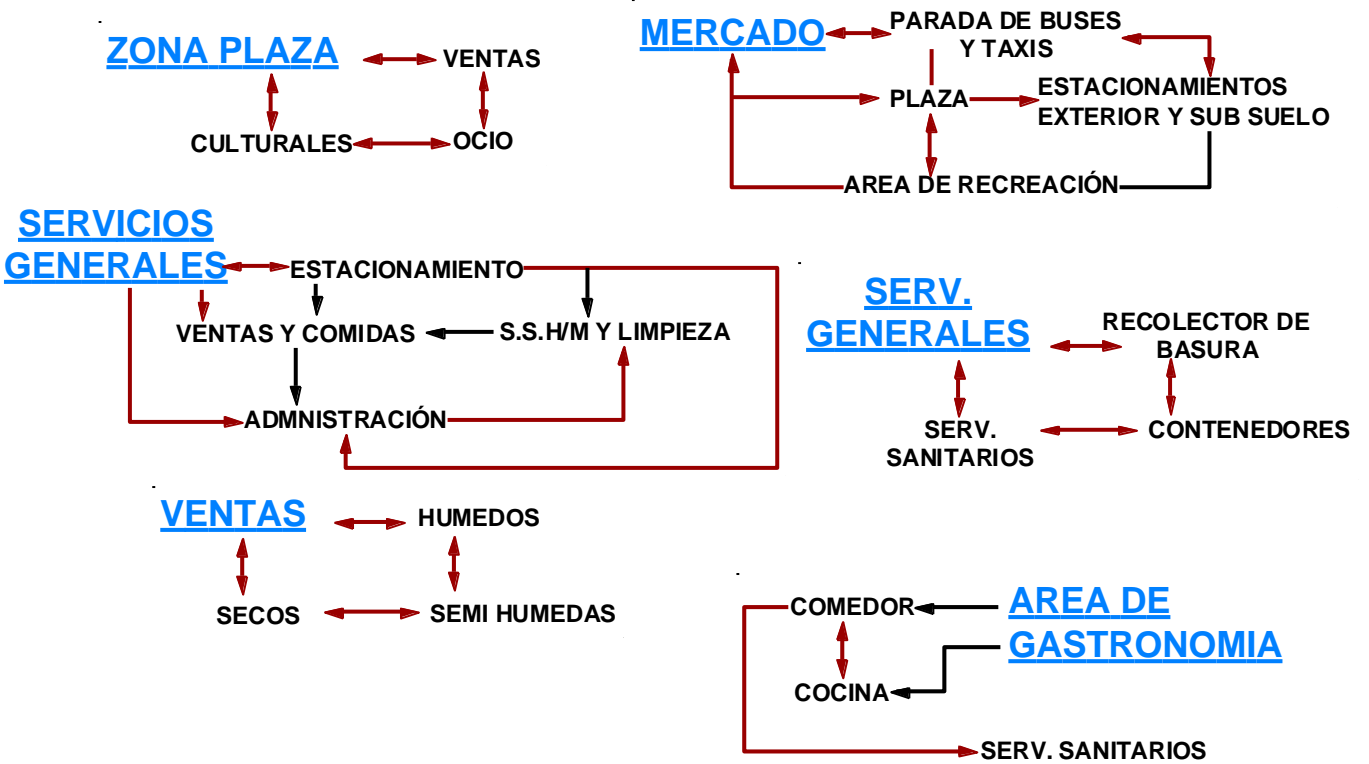 ZONA PLAZA
VENTAS
CULTURALES
OCIO
MERCADO
PARADA DE BUSES
Y TAXIS
PLAZA
ESTACIONAMIENTOS
EXTERIOR Y SUB SUELO
AREA DE RECREACIÓN
SERVICIOS
GENERALES
ESTACIONAMIENTO
VENTAS Y COMIDAS
S.S.H/M Y LIMPIEZA
ADMNISTRACIÓN
SERV.
GENERALES
RECOLECTOR DE
BASURA
SERV.
SANITARIOS
CONTENEDORES
VENTAS
HUMEDOS
SECOS
SEMI HUMEDAS
AREA DE
GASTRONOMIA
COMEDOR
COCINA
SERV. SANITARIOS